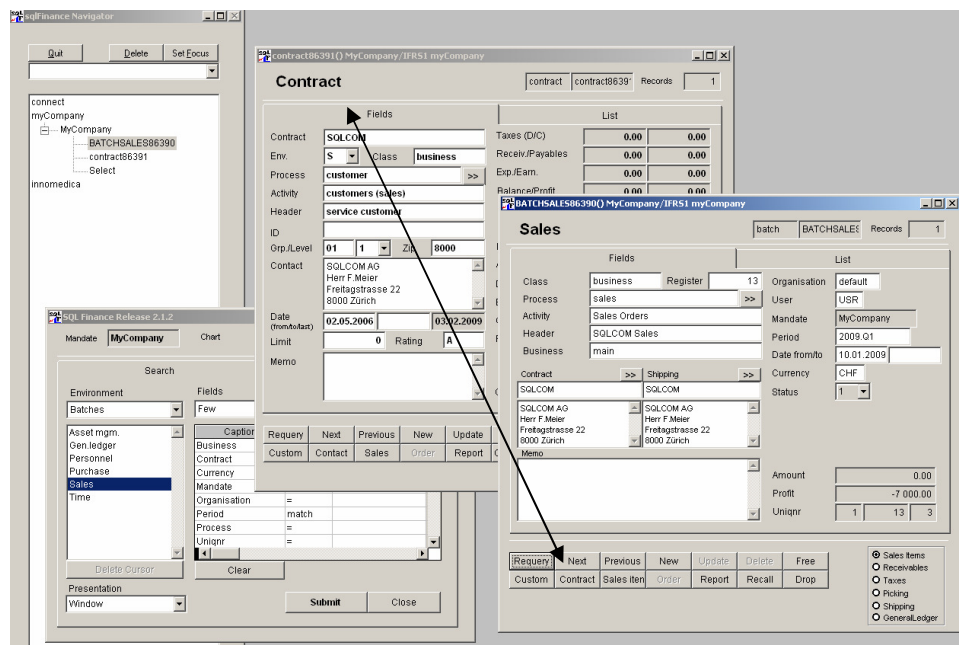 sqlFinance Navigator
Quit Delete Set Focus
connect
myCompany
MyCompany
BATCHSALES86390
contract86391
Select
innomedica
contract86391() MyCompany/IFRS1 myCompany
Contract
contract contract8639 Records 1
Fields List
Contract SQLCOM
Env. S Class business
Process customer >>
Activity customers (sales)
Header service customer
ID
Grp./Level 01 1 Zip 8000
Contact SQLCOM AG
Herr F.Meier
Freitagstrasse 22
8000 Zürich
Date (from/to/last) 02.05.2006 03.02.2009
Limit 0 Rating A
Memo
Taxes (D/C) 0.00 0.00
Receiv./Payables 0.00 0.00
Exp./Earn. 0.00 0.00
Balance/Profit 0.00 0.00
Requery Next Previous New Update
Custom Contact Sales Order Report
BATCHSALES86390() MyCompany/IFRS1 myCompany
Sales
batch BATCHSALES Records 1
Fields List
Class business Register 13
Process sales >>
Activity Sales Orders
Header SQLCOM Sales
Business main
Contract >> Shipping >>
SQLCOM SQLCOM
SQLCOM AG SQLCOM AG
Herr F.Meier Herr F.Meier
Freitagstrasse 22 Freitagstrasse 22
8000 Zürich 8000 Zürich
Memo
Organisation default
User USR
Mandate MyCompany
Period 2009.Q1
Date from/to 10.01.2009
Currency CHF
Status 1
Amount 0.00
Profit -7 000.00
Uniqnr 1 13 3
Requery Next Previous New Update Delete Free
Custom Contract Sales iten Order Report Recall Drop
Sales Items
Receivables
Taxes
Picking
Shipping
GeneralLedger
SQL Finance Release 2.1.2
Mandate MyCompany Chart
Search
Environment Fields
Batches Few
Asset mgm.
Gen.ledger
Personnel
Purchase
Sales
Time
Caption
Business
Contract
Currency
Mandate
Organisation =
Period match
Process =
Uniqnr =
Delete Cursor Clear
Presentation
Window
Submit Close